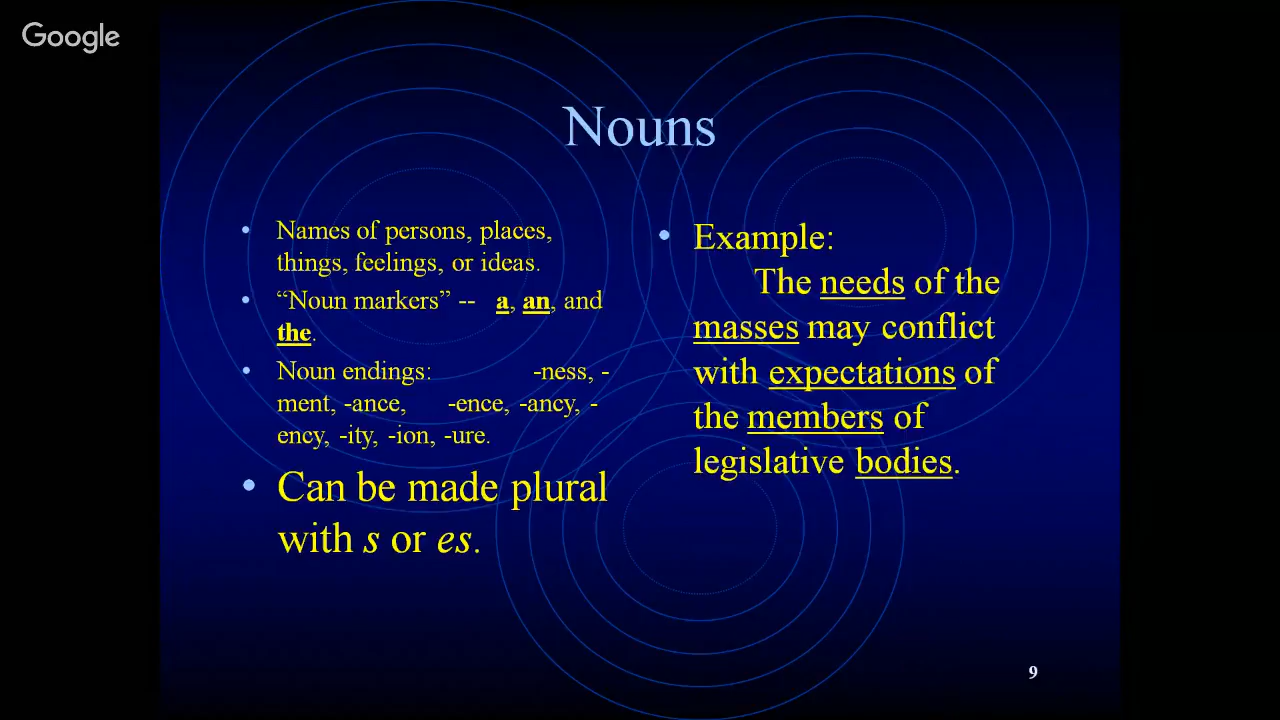 Google
Nouns
• Names of persons, places,
things, feelings, or ideas.
• “Noun markers” -- a, an, and
the.
• Noun endings: -ness, -
ment, -ance, -ence, -ancy, -
ency, -ity, -ion, -ure.
• Can be made plural
with s or es.
• Example:
The needs of the
masses may conflict
with expectations of
the members of
legislative bodies.
9